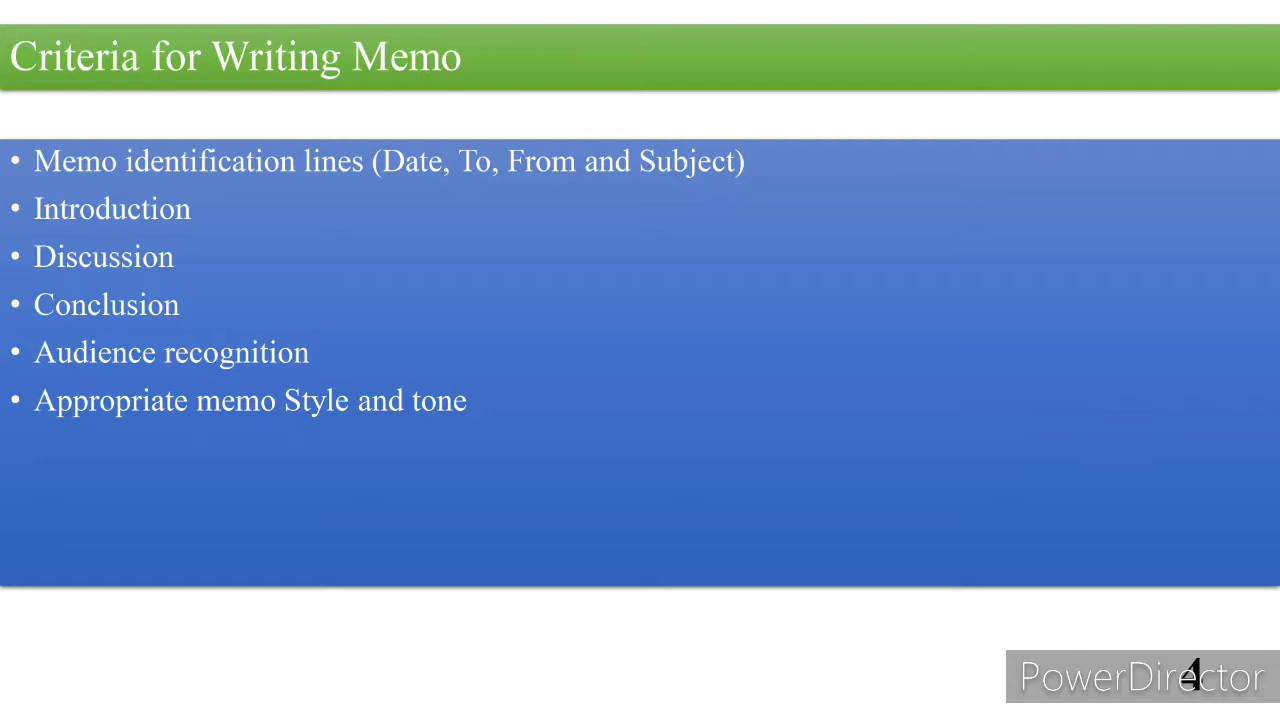 Criteria for Writing Memo
• Memo identification lines (Date, To, From and Subject)
• Introduction
• Discussion
• Conclusion
• Audience recognition
• Appropriate memo Style and tone
4
PowerDirector